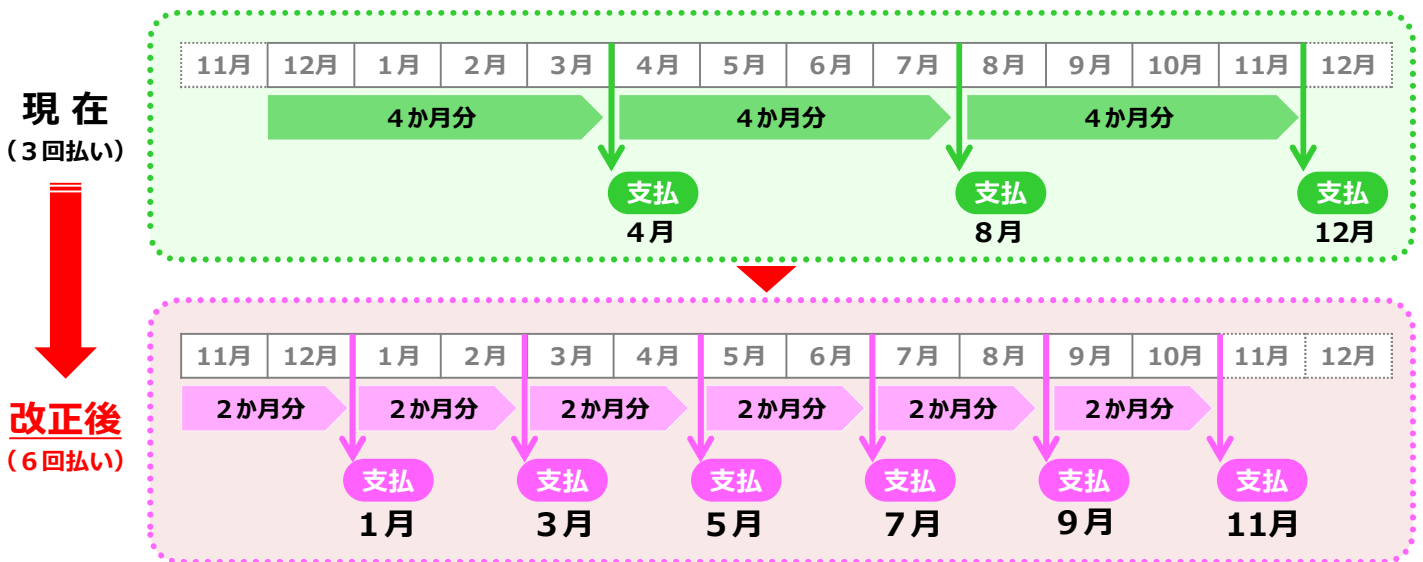 11月 12月 1月 2月 3月 4月 5月 6月 7月 8月 9月 10月 11月 12月
現在
(3回払い)
4か月分 4か月分 4か月分
支払 支払 支払
4月 8月 12月
11月 12月 1月 2月 3月 4月 5月 6月 7月 8月 9月 10月 11月 12月
改正後
(6回払い)
2か月分 2か月分 2か月分 2か月分 2か月分 2か月分
支払 支払 支払 支払 支払 支払
1月 3月 5月 7月 9月 11月